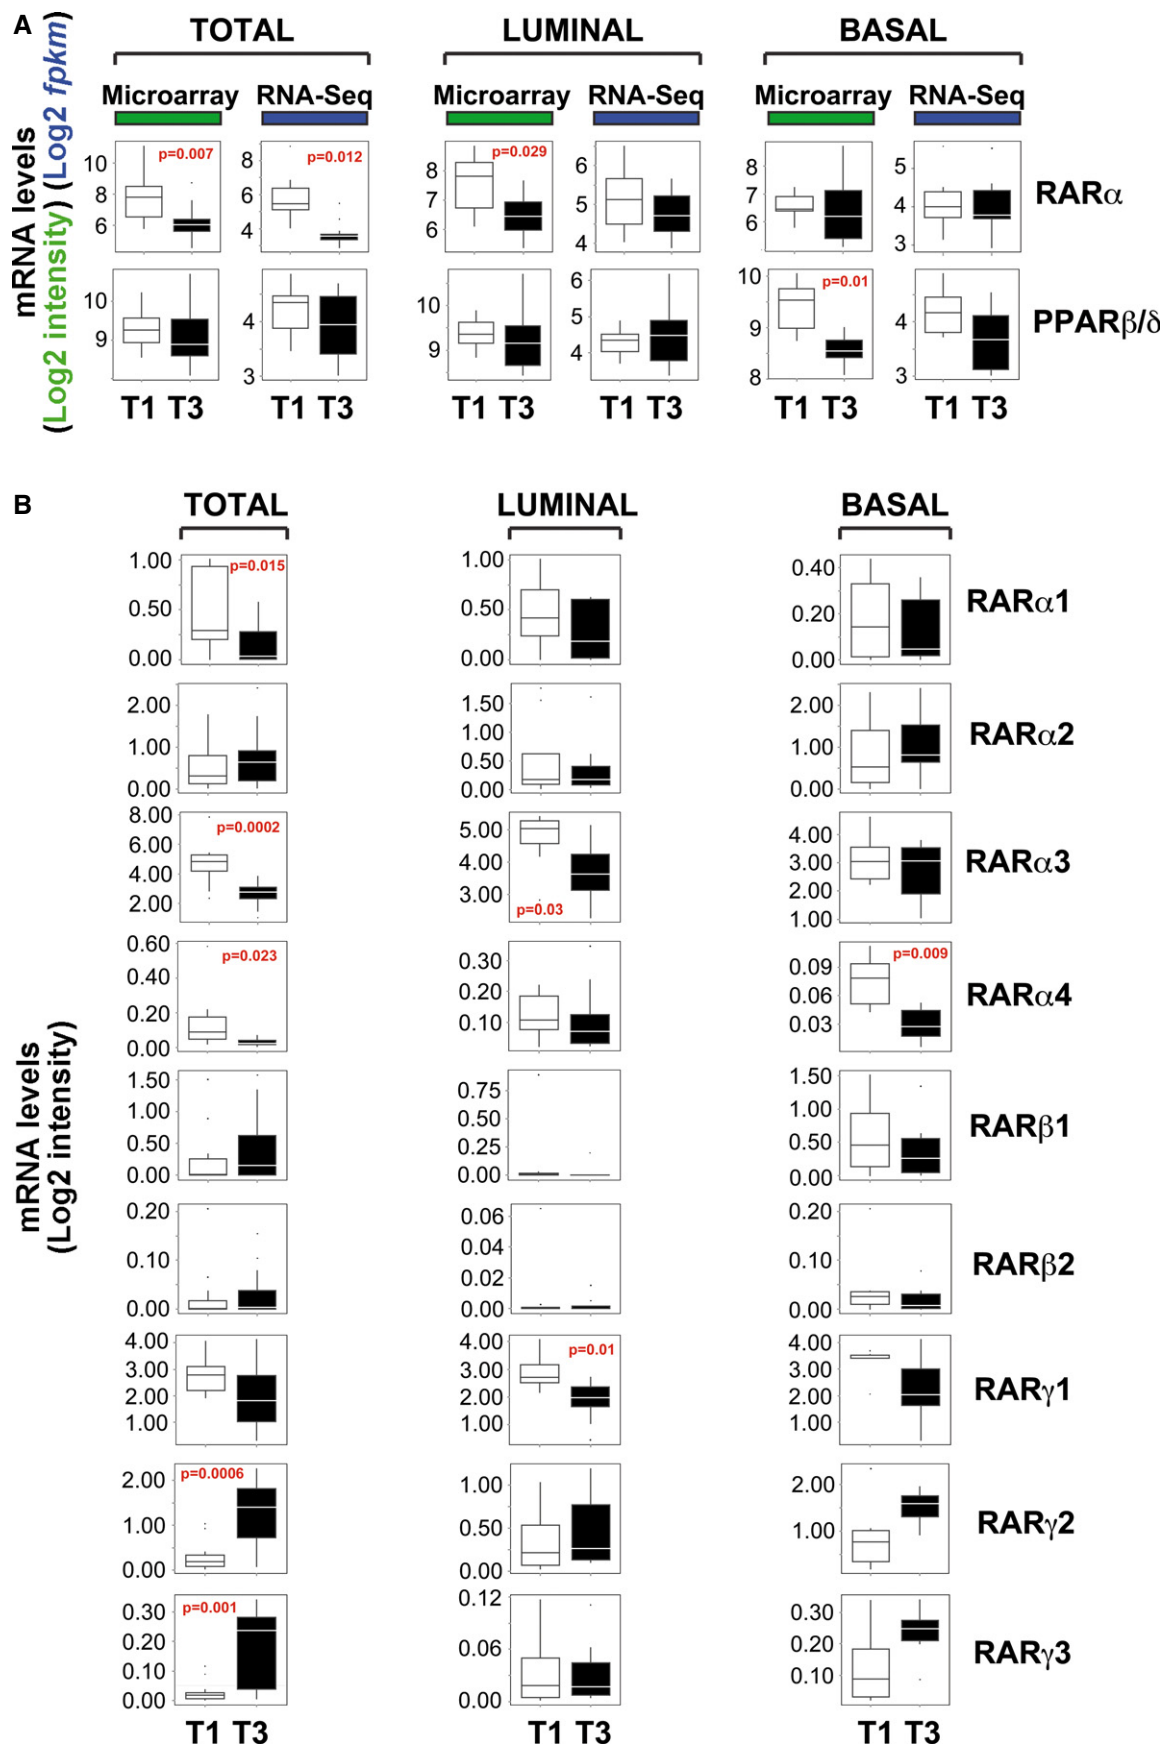 A
TOTAL LUMINAL BASAL
Microarray RNA-Seq Microarray RNA-Seq Microarray RNA-Seq
mRNA levels
(Log2 intensity) (Log2 fpkm)
10 8 6 p=0.007
8 6 4 p=0.012
8 7 6 p=0.029
6 5 4
8 7 6
5 4 3
RARα
10 9
4 3
10 9
6 5 4
10 9 8 p=0.01
4 3
PPARβ/δ
T1 T3 T1 T3 T1 T3 T1 T3 T1 T3 T1 T3
B
TOTAL LUMINAL BASAL
mRNA levels
(Log2 intensity)
1.00 0.50 0.00 p=0.015
1.00 0.50 0.00
0.40 0.20 0.00
RARα1
2.00 1.00 0.00
1.50 1.00 0.50 0.00
2.00 1.00 0.00
RARα2
8.00 6.00 4.00 2.00 p=0.0002
5.00 4.00 3.00 p=0.03
4.00 3.00 2.00 1.00
RARα3
0.60 0.40 0.20 0.00 p=0.023
0.30 0.20 0.10
0.09 0.06 0.03 p=0.009
RARα4
1.50 1.00 0.50 0.00
0.75 0.50 0.25 0.00
1.50 1.00 0.50 0.00
RARβ1
0.20 0.10 0.00
0.06 0.04 0.02 0.00
0.20 0.10 0.00
RARβ2
4.00 3.00 2.00 1.00
4.00 3.00 2.00 1.00 p=0.01
4.00 3.00 2.00 1.00
RARγ1
2.00 1.00 0.00 p=0.0006
1.00 0.50 0.00
2.00 1.00
RARγ2
0.30 0.20 0.10 0.00 p=0.001
0.12 0.06 0.00
0.30 0.20 0.10
RARγ3
T1 T3 T1 T3 T1 T3